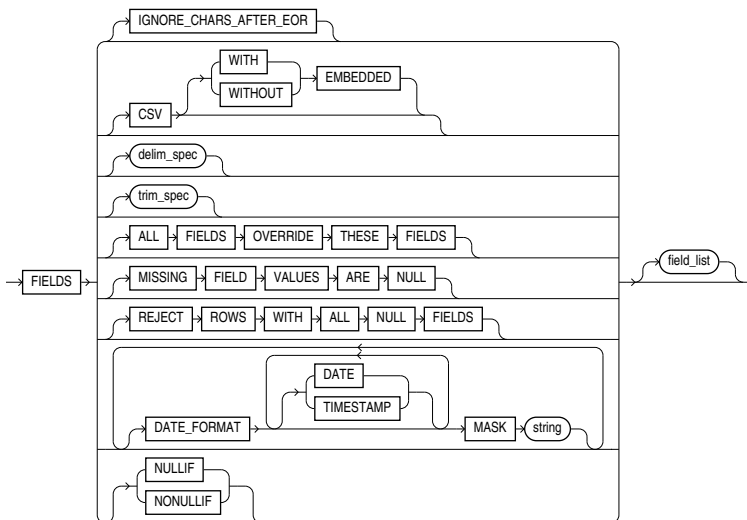 IGNORE_CHARS_AFTER_EOR
WITH
WITHOUT
EMBEDDED
CSV
delim_spec
trim_spec
ALL FIELDS OVERRIDE THESE FIELDS
FIELDS
MISSING FIELD VALUES ARE NULL
field_list
REJECT ROWS WITH ALL NULL FIELDS
DATE
TIMESTAMP
DATE_FORMAT
MASK string
NULLIF
NONULLIF